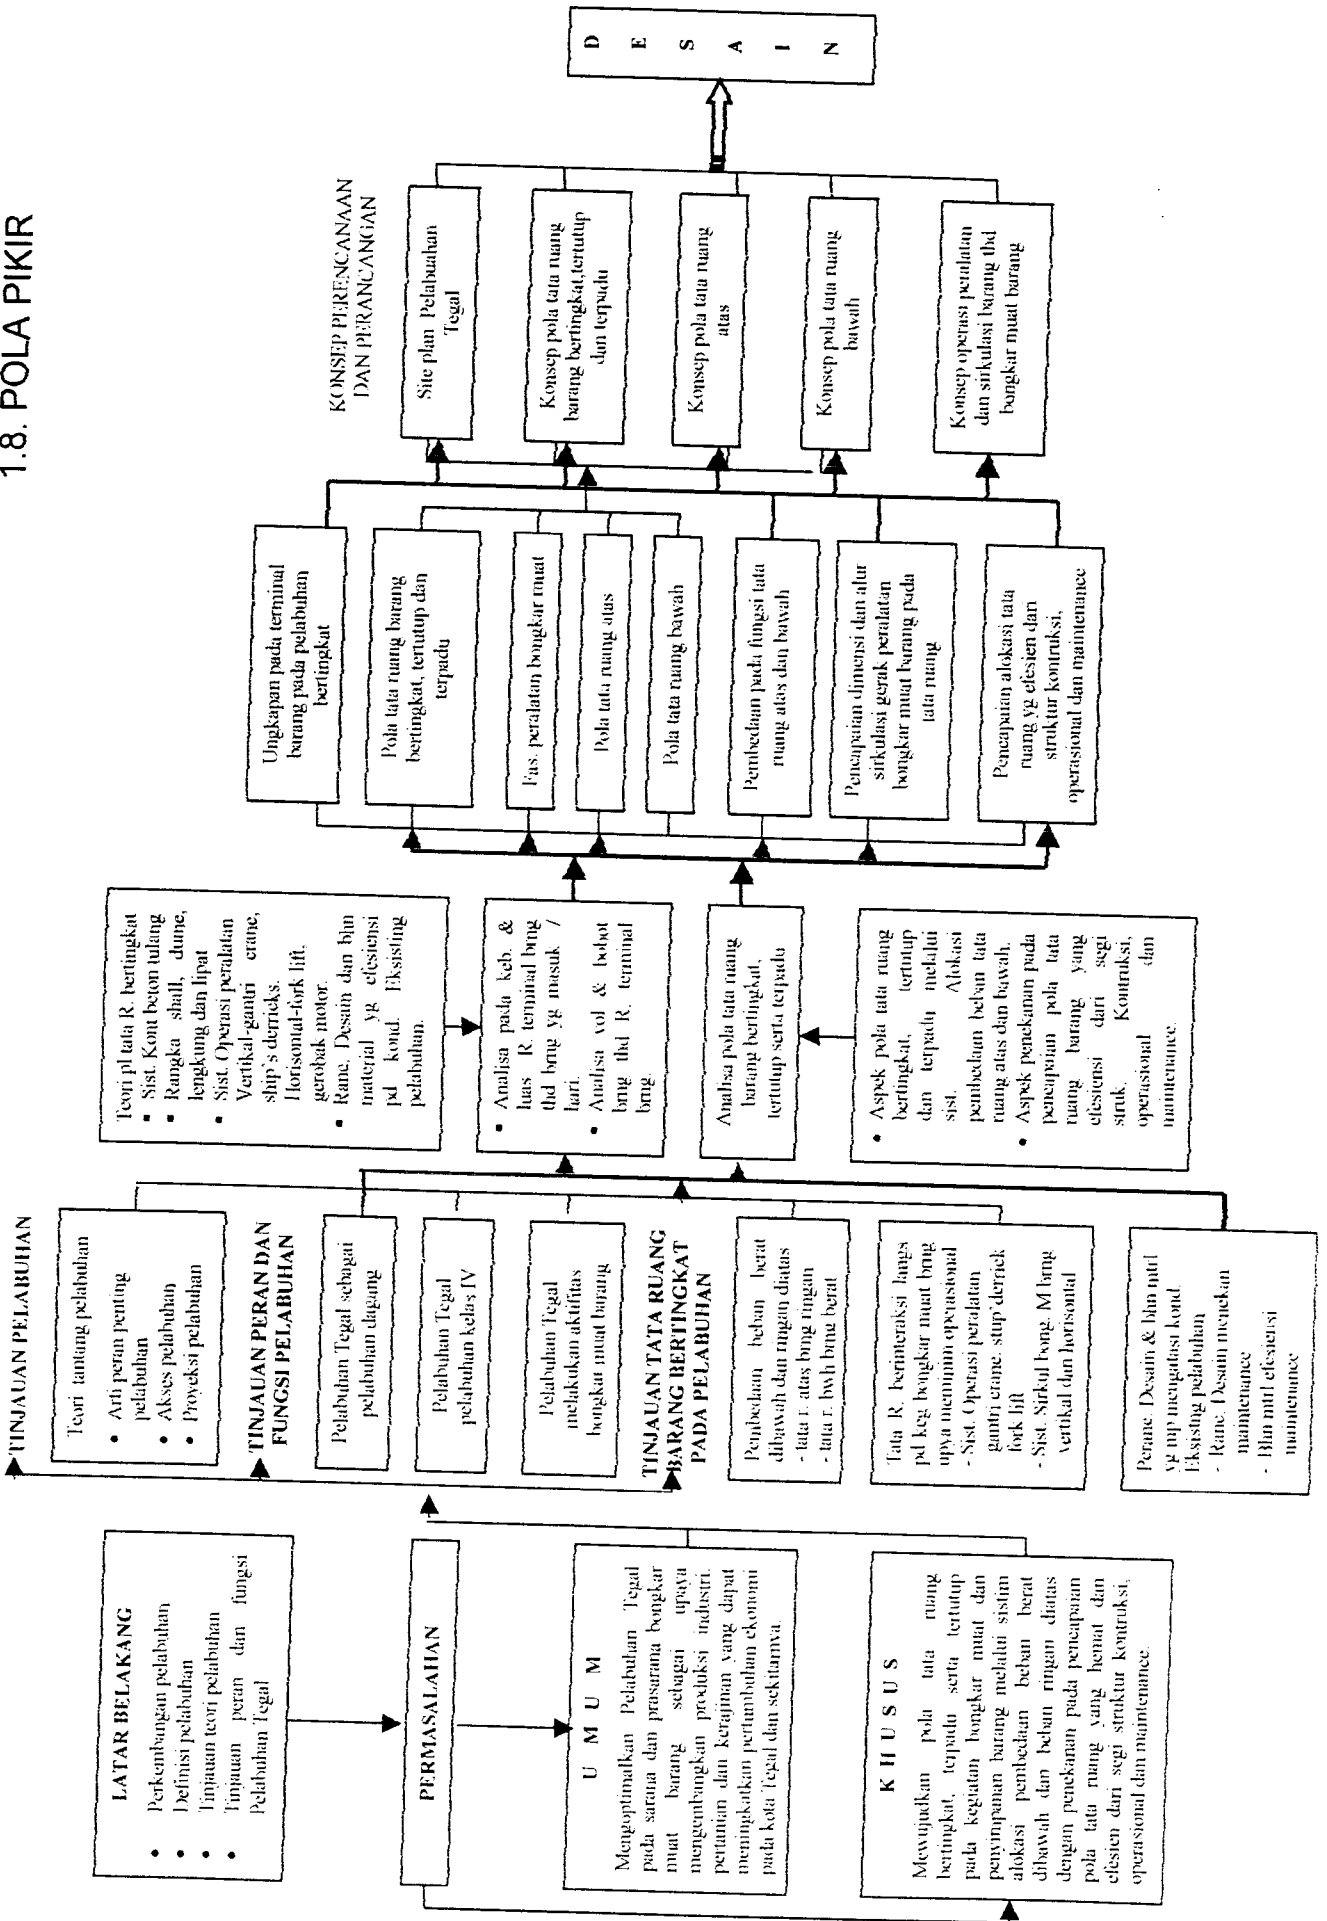 1.8. POLA PIKIR
LATAR BELAKANG
• Perkembangan pelabuhan
• Definisi pelabuhan
• Tinjauan teori pelabuhan
• Tinjauan peran dan fungsi
Pelabuhan Tegal
PERMASALAHAN
U M U M
Mengoptimalkan Pelabuhan Tegal
pada sarana dan prasarana bongkar
muat barang sebagai upaya
mengembangkan produksi industri.
pertanian dan kerajinan yang dapat
meningkatkan pertumbuhan ekonomi
pada kota Tegal dan sekitarnya.
K H U S U S
Mewujudkan pola tata ruang
bertingkat, terpadu serta tertutup
pada kegiatan bongkar muat dan
penyimpanan barang melalui sistim
alokasi pembedaan beban berat
dibawah dan beban ringan diatas
dengan penekanan pada pencapaian
pola tata ruang yang hemat dan
efesien dari segi struktur kontruksi,
operasional dan maintenance.
TINJAUAN PELABUHAN
Teori tantang pelabuhan
• Arti peran penting
pelabuhan
• Akses pelabuhan
• Proyeksi pelabuhan
TINJAUAN PERAN DAN
FUNGSI PELABUHAN
Pelabuhan Tegal sebagai
pelabuhan dagang
Pelabuhan Tegal
pelabuhan kelas IV
Pelabuhan Tegal
melakukan aktifitas
bongkar muat barang
TINJAUAN TATA RUANG
BARANG BERTINGKAT
PADA PELABUHAN
Pembedaan beban berat
dibawah dan ringan diatas
- tata r. atas brng ringan
- tata r. bwh brng berat
Tata R. berinteraksi langs
pd keg bongkar muat brng
upya menjamin operasional
- Sist. Operasi peralatan
gantri crane, stup'derrick
fork lift
- Sist. Sirkul bong. M brng
vertikal dan horisontal
Peranc. Desain & bhn mtrl
yg mp mengatasi kond.
Eksistng pelabuhan
- Ranc. Desain menekan
maintenance
- Bhn mtrl efesiensi
maintenance
Teori pl tata R. bertingkat
▪ Sist. Kont beton tulang
▪ Rangka shall, dune,
lengkung dan lipat
▪ Sist. Operasi peralatan
Vertikal-gantri crane,
ship's derricks.
Horisonal-fork lift,
gerobak motor.
▪ Ranc. Desain dan bhn
material yg efesiensi
pd kond. Eksisting
pelabuhan.
▪ Analisa pada keb. &
luas R. terminal brng
thd brng yg masuk /
hari.
▪ Analisa vol & bobot
brng thd R. terminal
brng.
Analisa pola tata ruang
barang bertingkat,
tertutup serta terpadu
• Aspek pola tata ruang
bertingkat, tertutup
dan terpadu melalui
sist. Alokasi
pembedaan beban tata
ruang atas dan bawah.
• Aspek penekanan pada
pencapaian pola tata
ruang barang yang
efesiensi dari segi
struk. Kontruksi,
operasional dan
maintenance.
Ungkapan pada terminal
barang pada pelabuhan
bertingkat
Pola tata ruang barang
bertingkat, tertutup dan
terpadu
Fas. peralatan bongkar muat
Pola tata ruang atas
Pola tata ruang bawah
Pembedaan pada fungsi tata
ruang atas dan bawah
Pencapaian dimensi dan alur
sirkulasi gerak peralatan
bongkar muat barang pada
tata ruang
Pencapaian alokasi tata
ruang yg efesien dan
struktur kontruksi,
operasional dan maintenance
KONSEP PERENCANAAN
DAN PERANCANGAN
Site plan Pelabuahan
Tegal
Konsep pola tata ruang
barang bertingkat,tertutup
dan terpadu
Konsep pola tata ruang
atas
Konsep pola tata ruang
bawah
Konsep operasi peralatan
dan sirkulasi barang thd
bongkar muat barang
D E S A I N